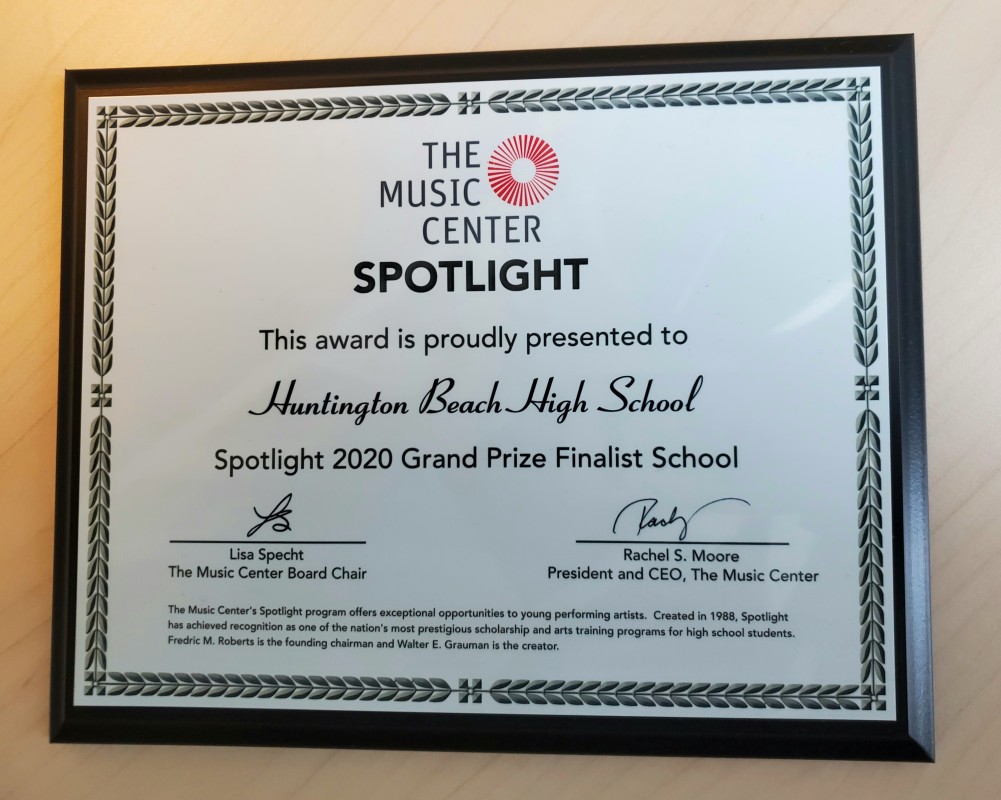 THE
MUSIC
CENTER
SPOTLIGHT
This award is proudly presented to
Huntington Beach High School
Spotlight 2020 Grand Prize Finalist School
Lisa Specht
The Music Center Board Chair
Rachel S. Moore
President and CEO, The Music Center
The Music Center's Spotlight program offers exceptional opportunities to young performing artists. Created in 1988, Spotlight
has achieved recognition as one of the nation's most prestigious scholarship and arts training programs for high school students.
Fredric M. Roberts is the founding chairman and Walter E. Grauman is the creator.